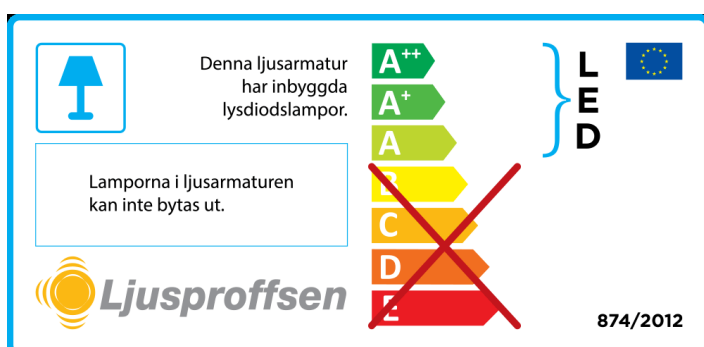 Denna ljusarmatur
har inbyggda
lysdiodslampor.
Lamporna i ljusarmaturen
kan inte bytas ut.
Ljusproffsen
A++
A+
A
B
C
D
E
L
E
D
874/2012